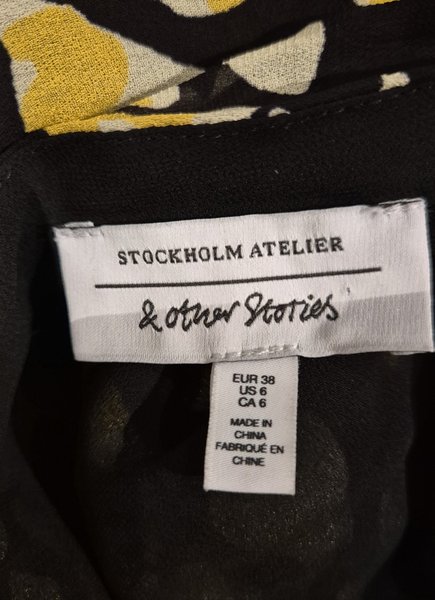 STOCKHOLM ATELIER
& other Stories
EUR 38
US 6
CA 6
MADE IN
CHINA
FABRIQUÉ EN
CHINE